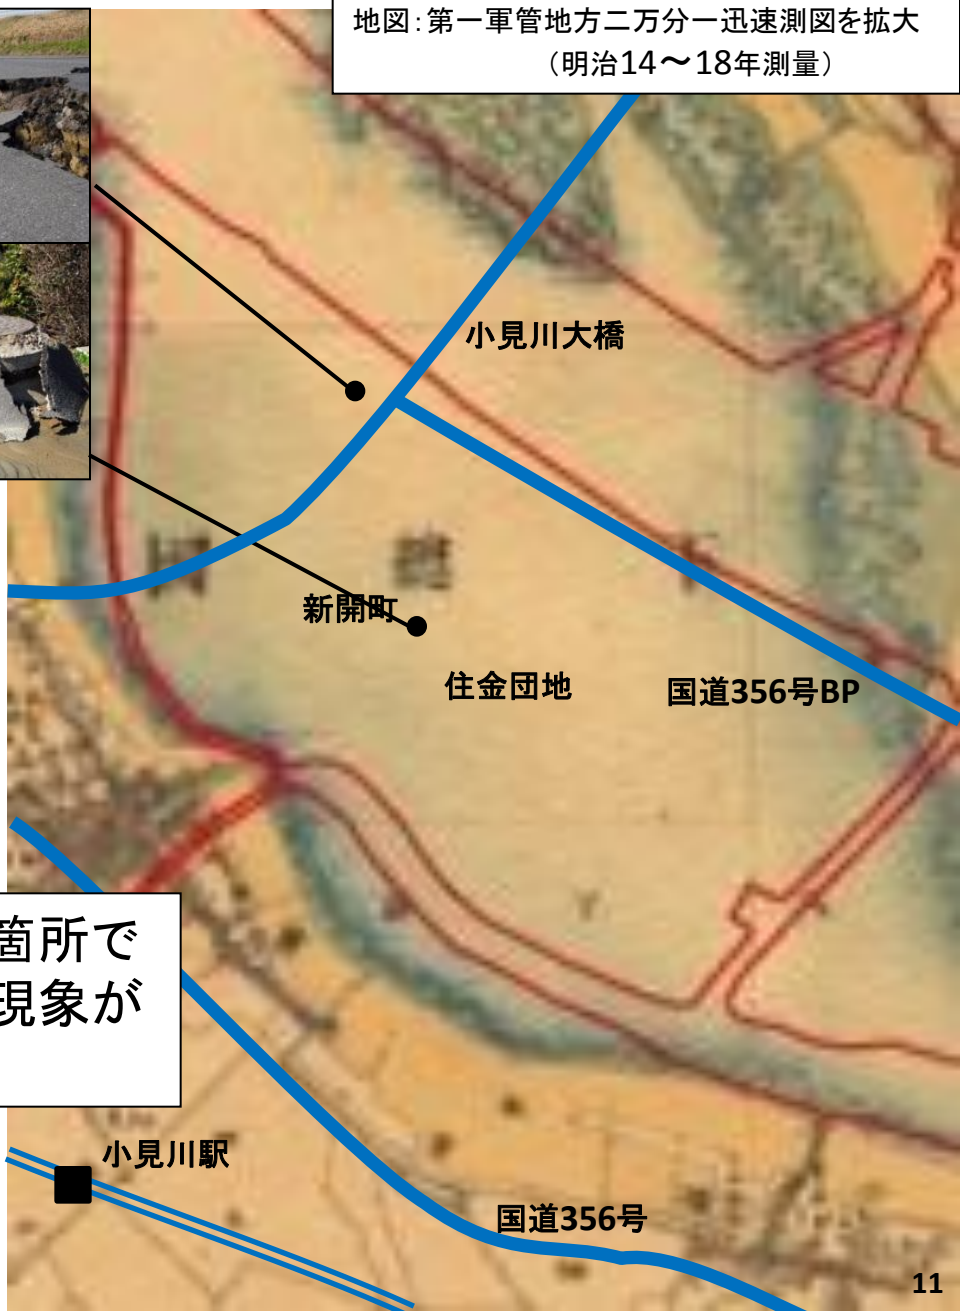 地図：第一軍管地方二万分一迅速測図を拡大
（明治14～18年測量）
小見川大橋
新開町
住金団地
国道356号BP
箇所で
現象が
小見川駅
国道356号
11